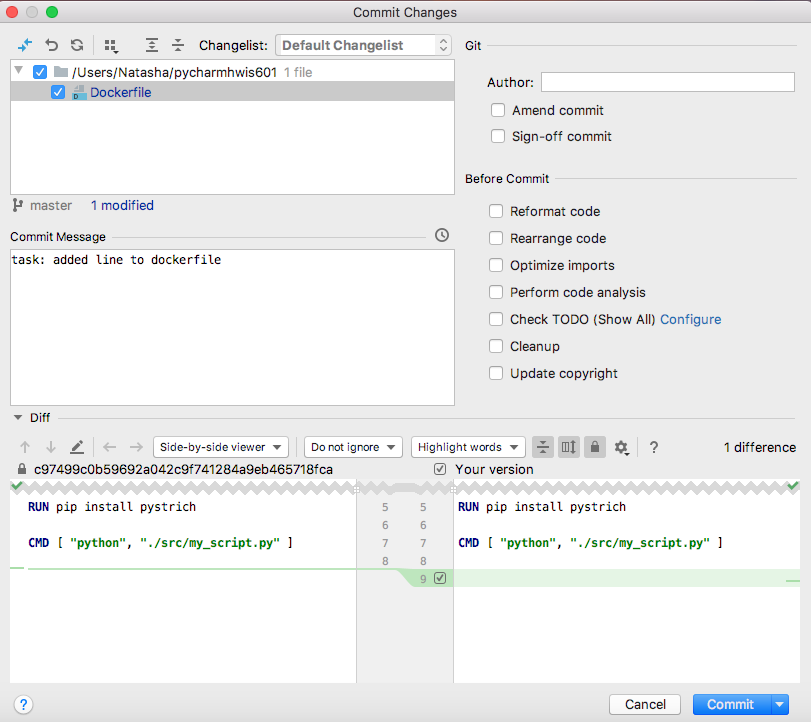 Commit Changes
Changelist: Default Changelist
/Users/Natasha/pycharmhwis601 1 file
Dockerfile
master 1 modified
Commit Message
task: added line to dockerfile
Git
Author:
Amend commit
Sign-off commit
Before Commit
Reformat code
Rearrange code
Optimize imports
Perform code analysis
Check TODO (Show All) Configure
Cleanup
Update copyright
Diff
Side-by-side viewer Do not ignore Highlight words ? 1 difference
c97499c0b59692a042c9f741284a9eb465718fca Your version
RUN pip install pystrich 5 5 RUN pip install pystrich
6 6
CMD [ "python", "./src/my_script.py" ] 7 7 CMD [ "python", "./src/my_script.py" ]
8 8
9
? Cancel Commit